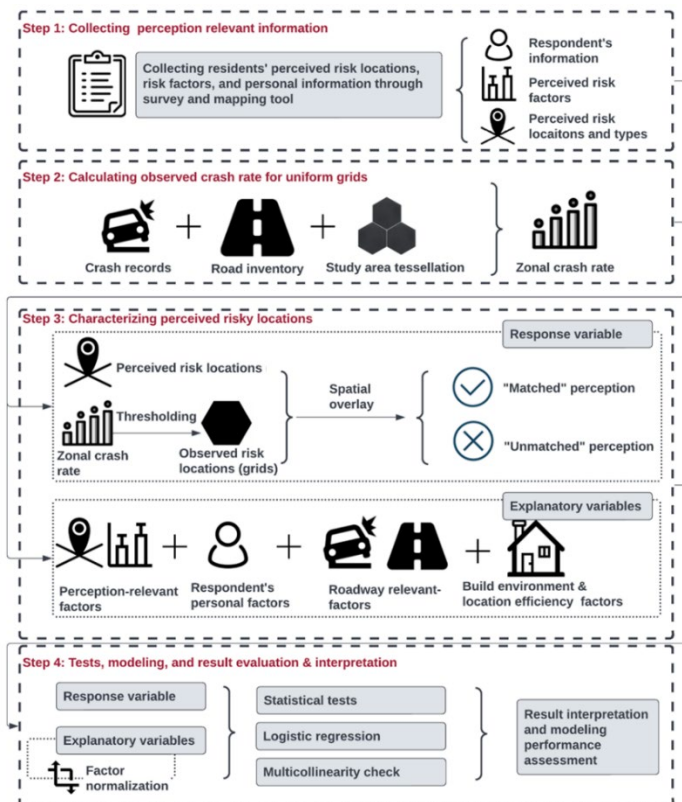 Step 1: Collecting perception relevant information
Collecting residents' perceived risk locations,
risk factors, and personal information through
survey and mapping tool
Respondent's
information
Perceived risk
factors
Perceived risk
locaitons and types
Step 2: Calculating observed crash rate for uniform grids
Crash records
Road inventory
Study area tessellation
Zonal crash rate
Step 3: Characterizing perceived risky locations
Response variable
Perceived risk locations
Thresholding
Zonal crash
rate
Observed risk
locations (grids)
Spatial
overlay
"Matched" perception
"Unmatched" perception
Explanatory variables
Perception-relevant
factors
Respondent's
personal factors
Roadway relevant-
factors
Build environment &
location efficiency factors
Step 4: Tests, modeling, and result evaluation & interpretation
Response variable
Explanatory variables
Factor
normalization
Statistical tests
Logistic regression
Multicollinearity check
Result interpretation
and modeling
performance
assessment